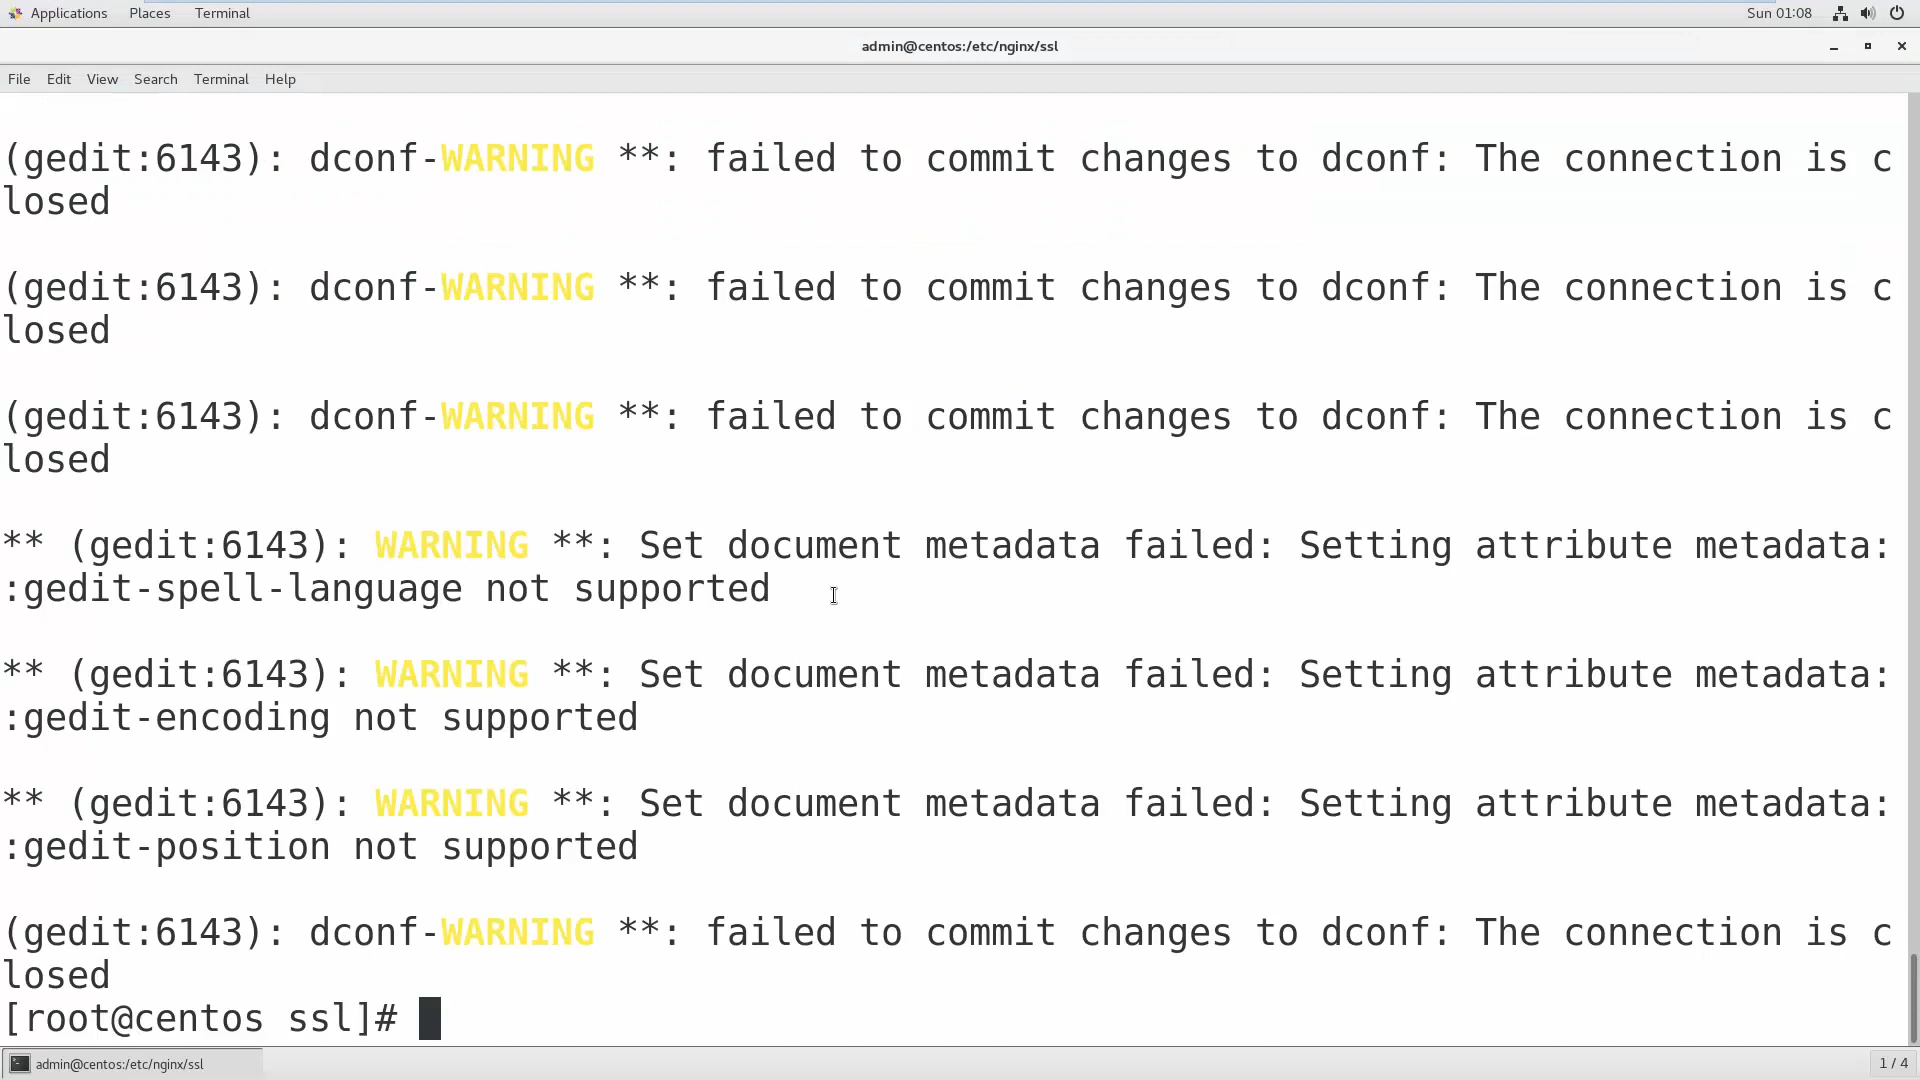 Applications Places Terminal Sun 01:08
admin@centos:/etc/nginx/ssl
File Edit View Search Terminal Help
(gedit:6143): dconf-WARNING **: failed to commit changes to dconf: The connection is c
losed
(gedit:6143): dconf-WARNING **: failed to commit changes to dconf: The connection is c
losed
(gedit:6143): dconf-WARNING **: failed to commit changes to dconf: The connection is c
losed
** (gedit:6143): WARNING **: Set document metadata failed: Setting attribute metadata:
:gedit-spell-language not supported
** (gedit:6143): WARNING **: Set document metadata failed: Setting attribute metadata:
:gedit-encoding not supported
** (gedit:6143): WARNING **: Set document metadata failed: Setting attribute metadata:
:gedit-position not supported
(gedit:6143): dconf-WARNING **: failed to commit changes to dconf: The connection is c
losed
[root@centos ssl]#
admin@centos:/etc/nginx/ssl 1 / 4